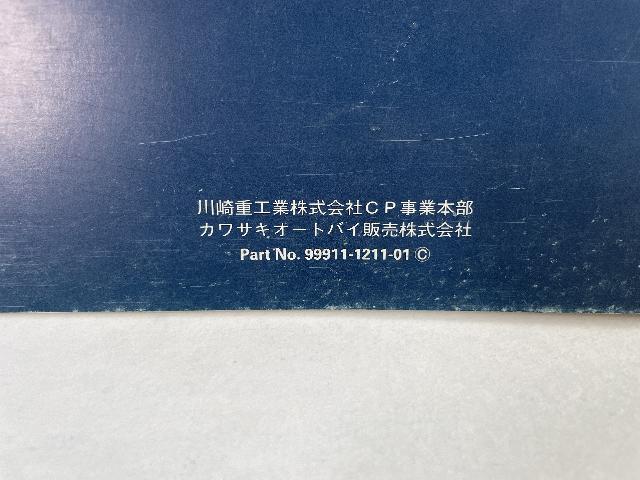 川崎重工業株式会社CP事業本部
カワサキオートバイ販売株式会社
Part No. 99911-1211-01 ©